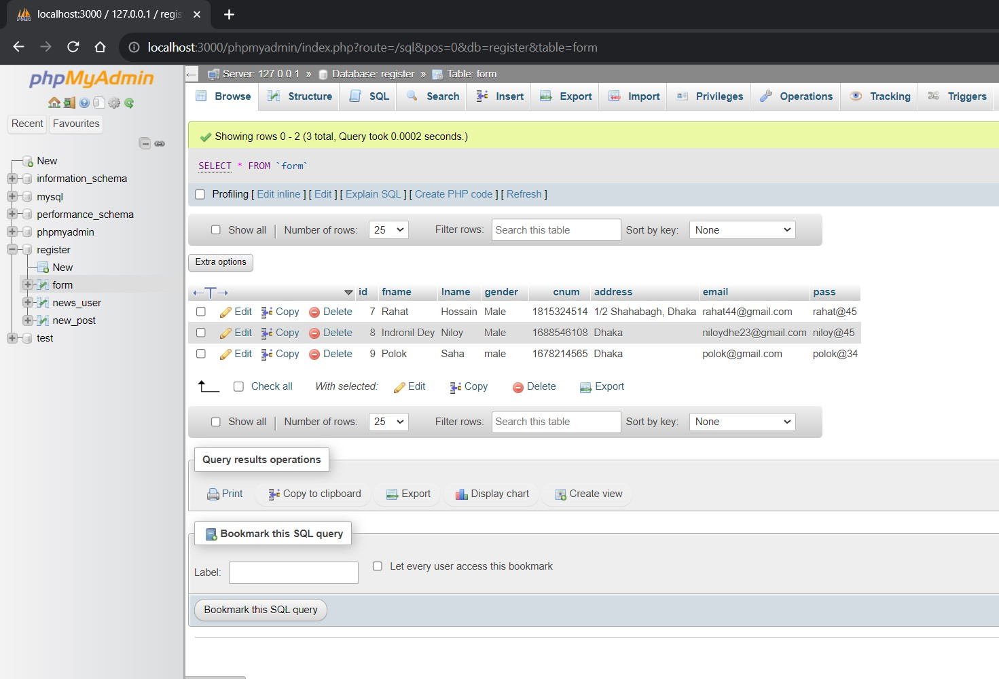 localhost:3000 / 127.0.0.1 / regis
localhost:3000/phpmyadmin/index.php?route=/sql&pos=0&db=register&table=form
phpMyAdmin
Recent Favourites
New
information_schema
mysql
performance_schema
phpmyadmin
register
New
form
news_user
new_post
test
Server: 127.0.0.1 » Database: register » Table: form
Browse Structure SQL Search Insert Export Import Privileges Operations Tracking Triggers
Showing rows 0 - 2 (3 total, Query took 0.0002 seconds.)
SELECT * FROM `form`
Profiling [ Edit inline ] [ Edit ] [ Explain SQL ] [ Create PHP code ] [ Refresh ]
Show all | Number of rows: 25 Filter rows: Search this table Sort by key: None
Extra options
←T→ id fname lname gender cnum address email pass
Edit Copy Delete 7 Rahat Hossain Male 1815324514 1/2 Shahabagh, Dhaka rahat44@gmail.com rahat@45
Edit Copy Delete 8 Indronil Dey Niloy Male 1688546108 Dhaka niloydhe23@gmail.com niloy@45
Edit Copy Delete 9 Polok Saha male 1678214565 Dhaka polok@gmail.com polok@34
Check all With selected: Edit Copy Delete Export
Show all | Number of rows: 25 Filter rows: Search this table Sort by key: None
Query results operations
Print Copy to clipboard Export Display chart Create view
Bookmark this SQL query
Label: Let every user access this bookmark
Bookmark this SQL query